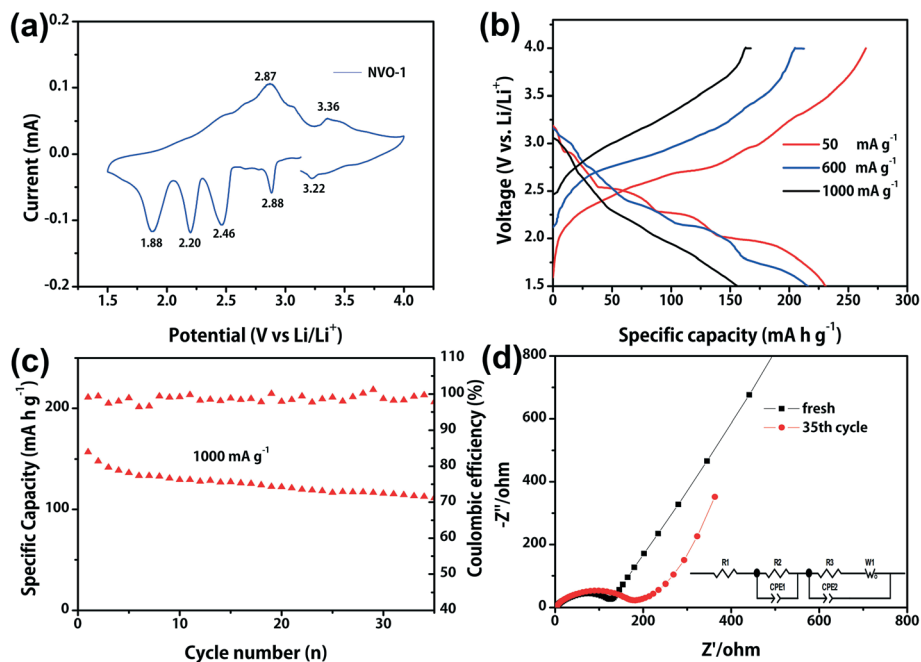 (a)
0.2
0.1
0.0
-0.1
-0.2
Current (mA)
NVO-1
2.87
3.36
3.22
2.88
2.46
2.20
1.88
1.5 2.0 2.5 3.0 3.5 4.0
Potential (V vs Li/Li⁺)
(b)
4.0
3.5
3.0
2.5
2.0
1.5
Voltage (V vs. Li/Li⁺)
50 mA g⁻¹
600 mA g⁻¹
1000 mA g⁻¹
0 50 100 150 200 250 300
Specific capacity (mA h g⁻¹)
(c)
200
100
0
Specific Capacity (mA h g⁻¹)
1000 mA g⁻¹
110
100
90
80
70
60
50
40
Coulombic efficiency (%)
0 10 20 30
Cycle number (n)
(d)
800
600
400
200
0
-Z''/ohm
fresh
35th cycle
R1 R2 R3 W1
CPE1 CPE2
0 200 400 600 800
Z'/ohm